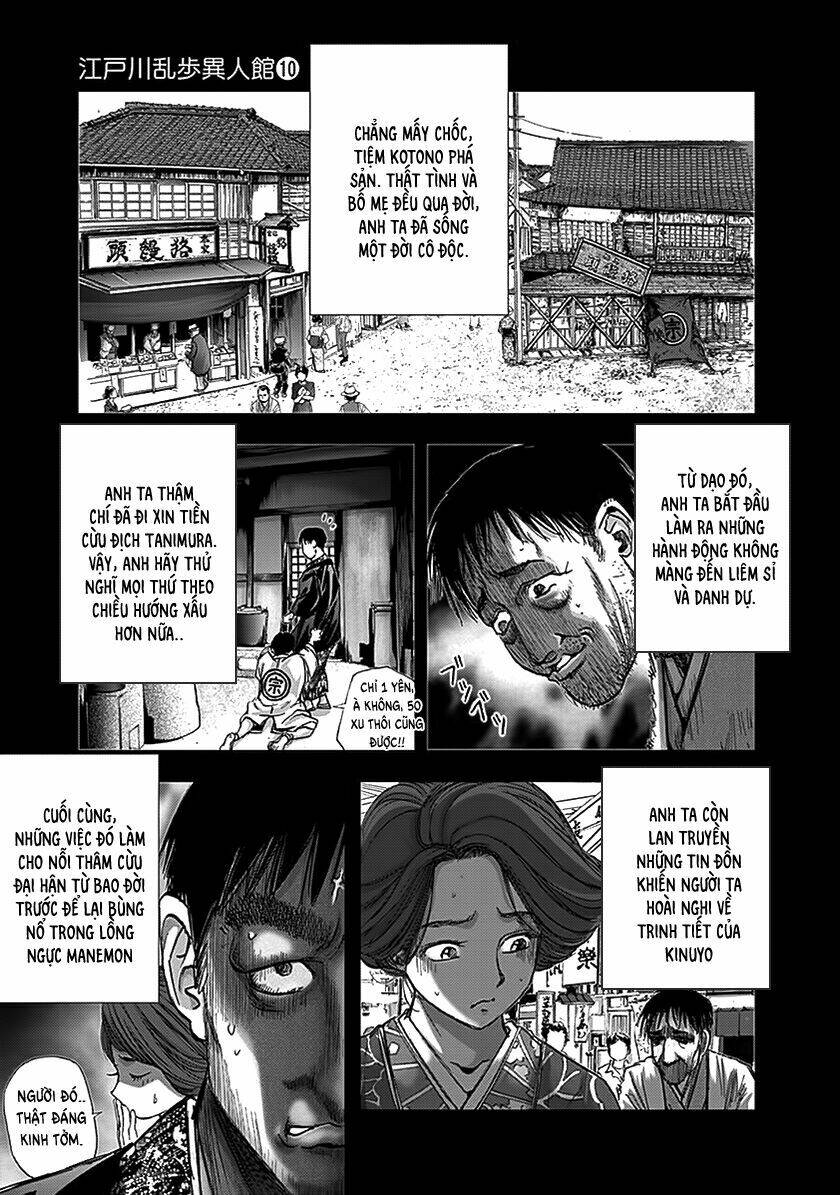 江戸川乱歩異人館⑩
CHẲNG MẤY CHỐC,
TIỆM KOTONO PHÁ
SẢN. THẤT TÌNH VÀ
BỐ MẸ ĐỀU QUA ĐỜI,
ANH TA ĐÃ SỐNG
MỘT ĐỜI CÔ ĐỘC.
頭饅琀
宗
TỪ DẠO ĐÓ,
ANH TA BẮT ĐẦU
LÀM RA NHỮNG
HÀNH ĐỘNG KHÔNG
MÀNG ĐẾN LIÊM SỈ
VÀ DANH DỰ.
ズッズッ
ANH TA THẬM
CHÍ ĐÃ ĐI XIN TIỀN
CỪU ĐỊCH TANIMURA.
VẬY, ANH HÃY THỬ
NGHĨ MỌI THỨ THEO
CHIỀU HƯỚNG XẤU
HƠN NỮA..
宗
CHỈ 1 YÊN,
À KHÔNG, 50
XU THÔI CŨNG
ĐƯỢC!!
ANH TA CÒN
LAN TRUYỀN
NHỮNG TIN ĐỒN
KHIẾN NGƯỜI TA
HOÀI NGHI VỀ
TRINH TIẾT CỦA
KINUYO
CUỐI CÙNG,
NHỮNG VIỆC ĐÓ LÀM
CHO NỖI THÂM CỪU
ĐẠI HẬN TỪ BAO ĐỜI
TRƯỚC ĐỂ LẠI BÙNG
NỔ TRONG LỒNG
NGỰC MANEMON
NGƯỜI ĐÓ..
THẬT ĐÁNG
KINH TỞM.